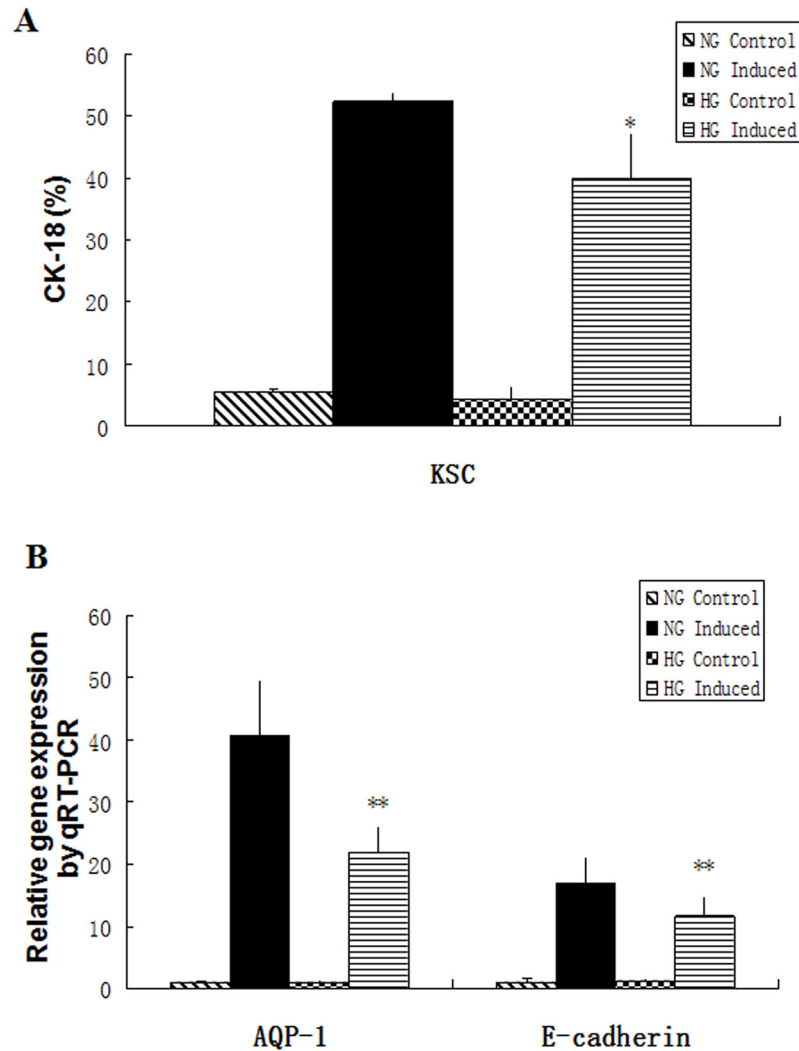 A
NG Control
NG Induced
HG Control
HG Induced
60
50
40
30
20
10
0
CK-18 (%)
*
KSC
B
NG Control
NG Induced
HG Control
HG Induced
60
50
40
30
20
10
0
Relative gene expression
by qRT-PCR
**
**
AQP-1
E-cadherin